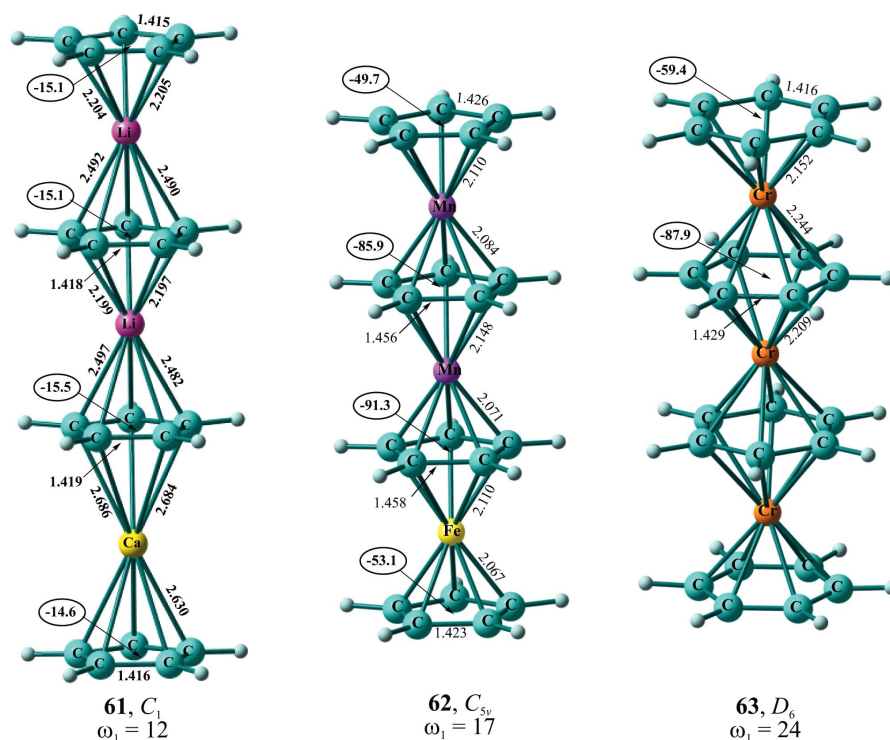 1.415
C C C C C
-15.1
2.204
2.205
Li
2.492
2.490
-15.1
C C C C C
1.418
2.199
2.197
Li
2.497
2.482
-15.5
C C C C C
1.419
2.686
2.684
Ca
2.630
-14.6
C C C C C
1.416
61, C1
ω1 = 12
-49.7
1.426
C C C C C
2.110
Mn
2.084
-85.9
C C C C C
1.456
2.148
Mn
2.071
-91.3
C C C C C
1.458
2.110
Fe
2.067
-53.1
C C C C C
1.423
62, C5v
ω1 = 17
-59.4
1.416
C C C C C C
2.152
Cr
2.244
-87.9
C C C C C C
1.429
2.209
Cr
C C C C C C
Cr
C C C C C C
63, D6
ω1 = 24